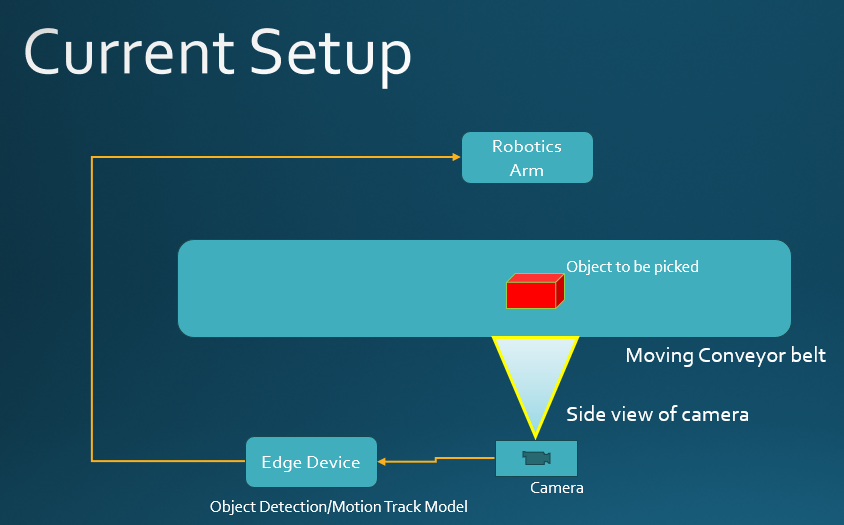 Current Setup
Robotics
Arm
Object to be picked
Moving Conveyor belt
Side view of camera
Edge Device
Camera
Object Detection/Motion Track Model